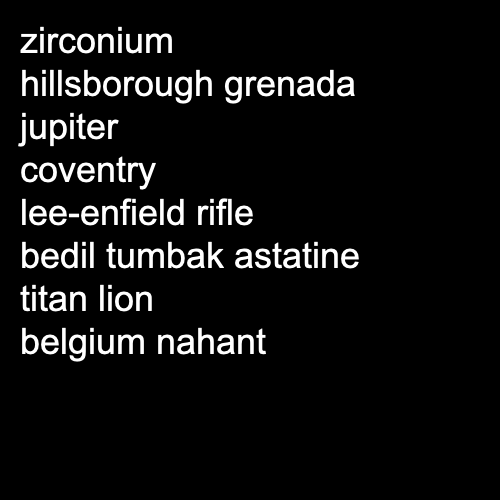 zirconium
hillsborough grenada
jupiter
coventry
lee-enfield rifle
bedil tumbak astatine
titan lion
belgium nahant